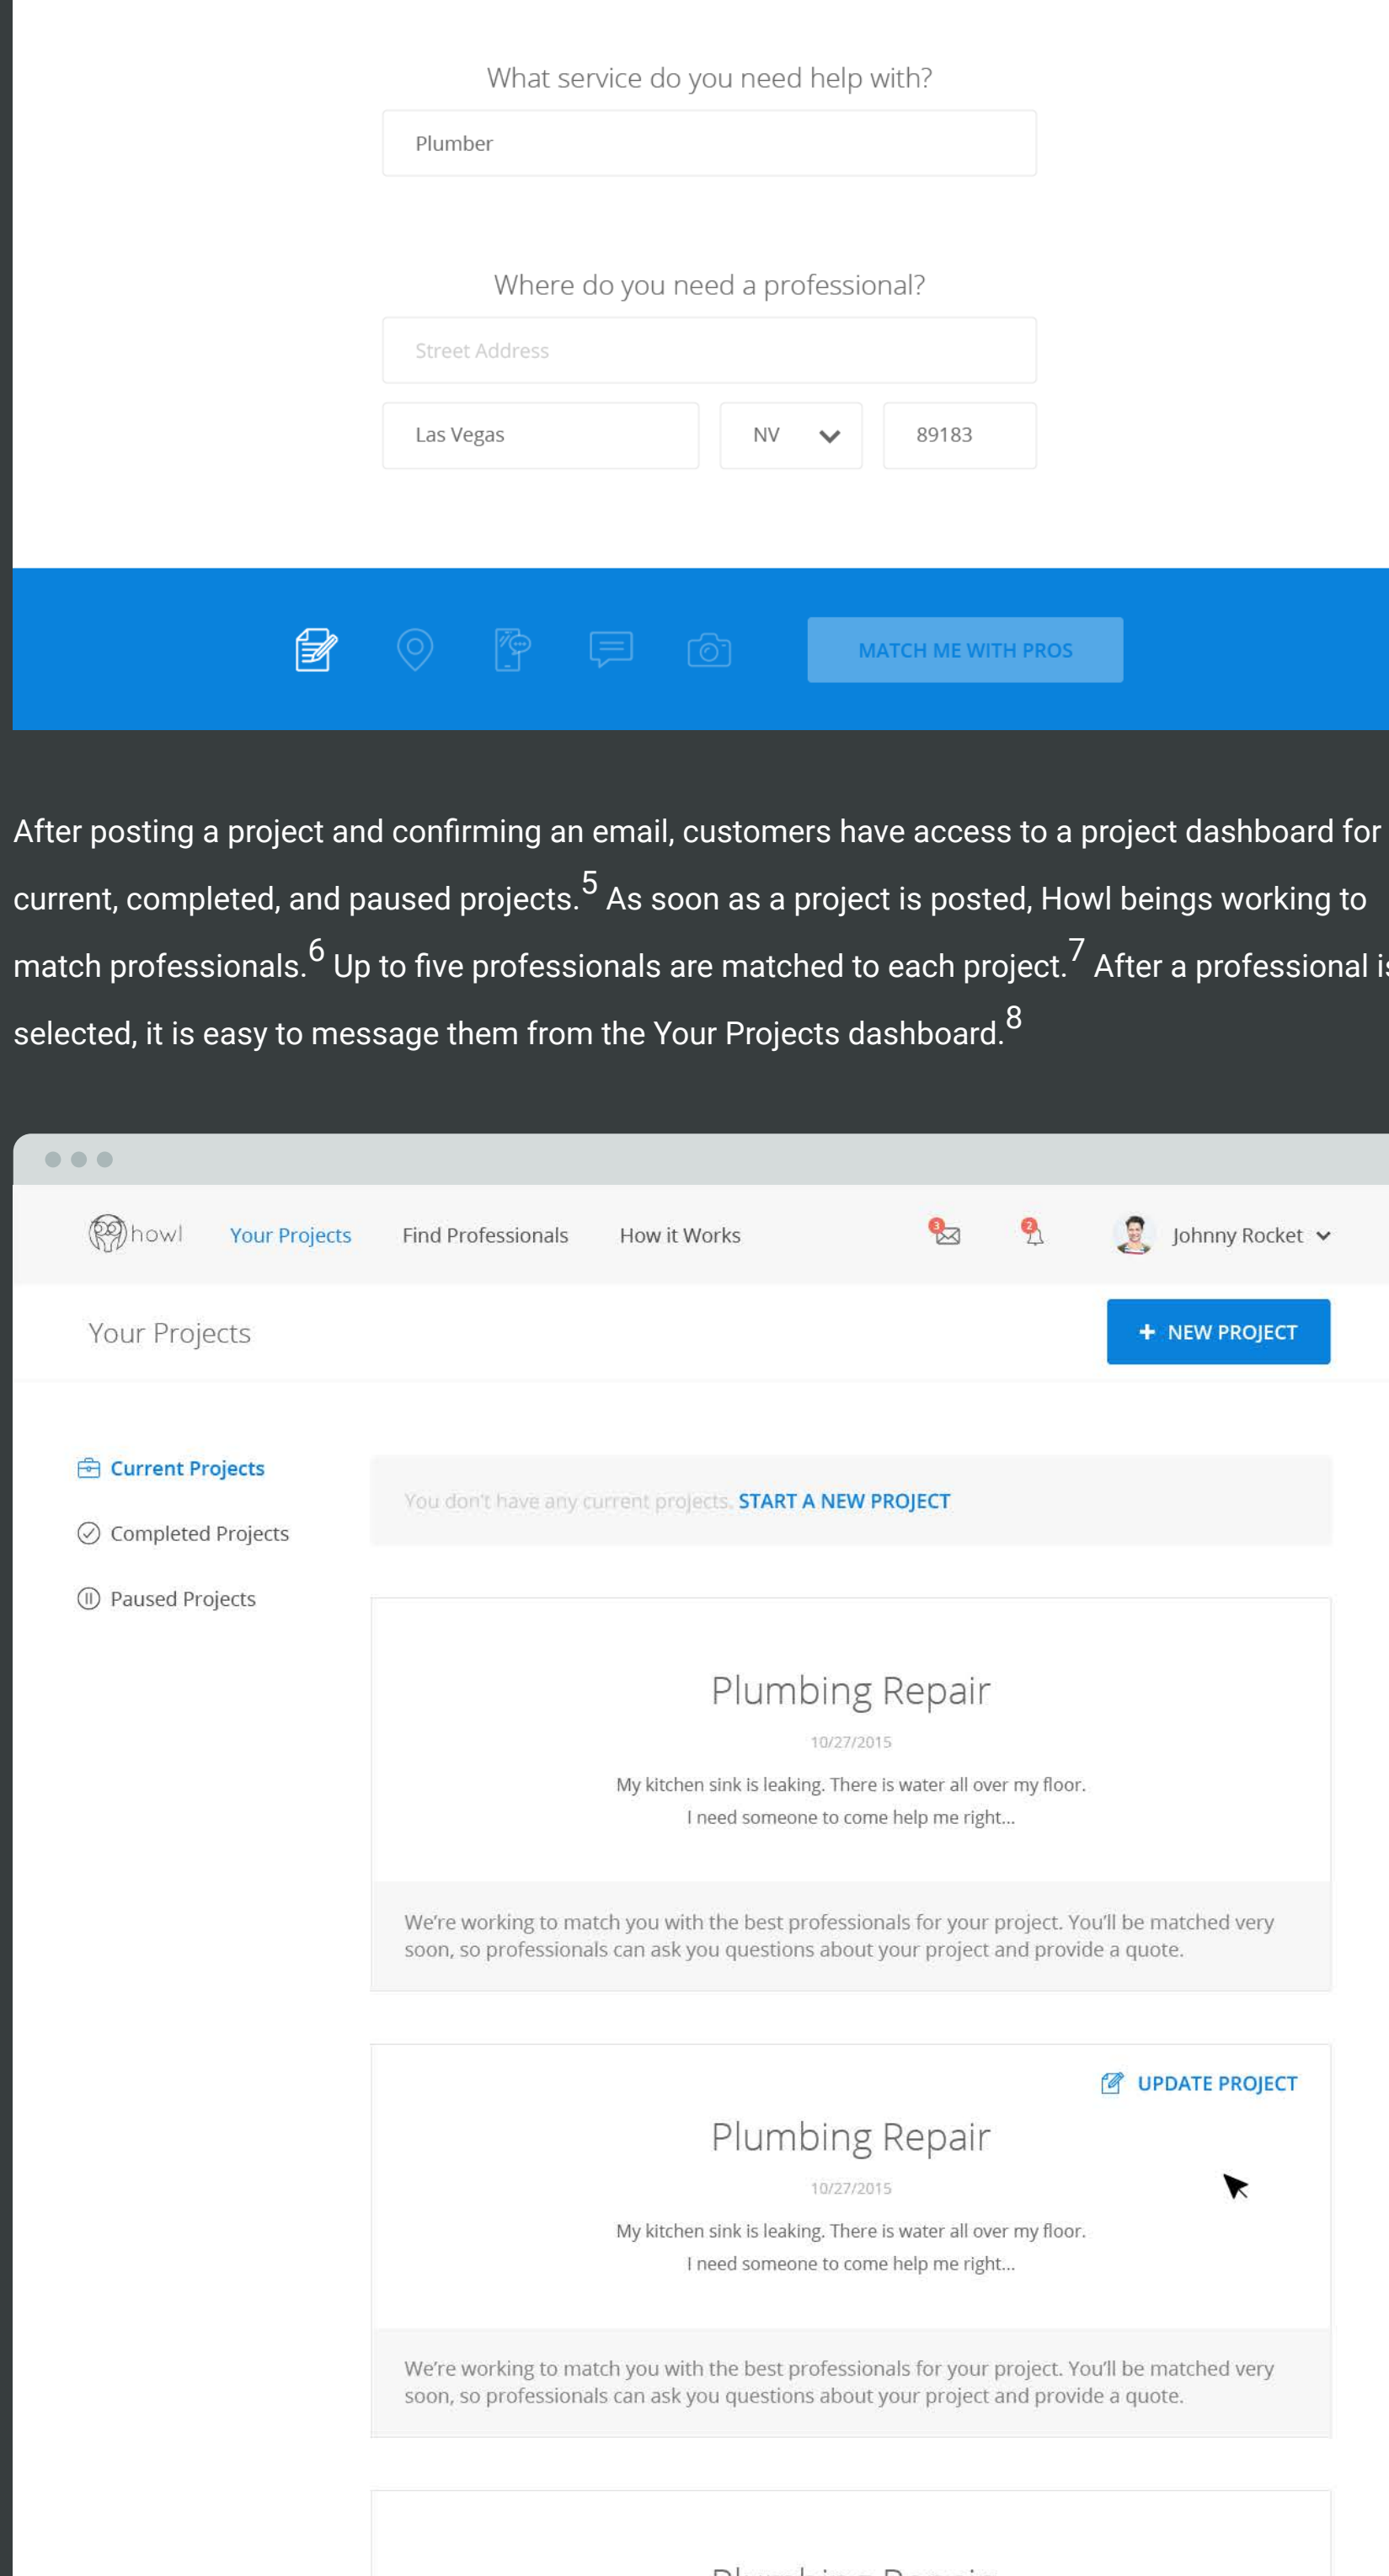 What service do you need help with?
Plumber
Where do you need a professional?
Street Address
Las Vegas NV 89183
MATCH ME WITH PROS
After posting a project and confirming an email, customers have access to a project dashboard for
current, completed, and paused projects.5 As soon as a project is posted, Howl beings working to
match professionals.6 Up to five professionals are matched to each project.7 After a professional is
selected, it is easy to message them from the Your Projects dashboard.8
howl Your Projects Find Professionals How it Works 3 2 Johnny Rocket
Your Projects + NEW PROJECT
Current Projects
Completed Projects
Paused Projects
You don't have any current projects. START A NEW PROJECT
Plumbing Repair
10/27/2015
My kitchen sink is leaking. There is water all over my floor.
I need someone to come help me right...
We're working to match you with the best professionals for your project. You'll be matched very
soon, so professionals can ask you questions about your project and provide a quote.
UPDATE PROJECT
Plumbing Repair
10/27/2015
My kitchen sink is leaking. There is water all over my floor.
I need someone to come help me right...
We're working to match you with the best professionals for your project. You'll be matched very
soon, so professionals can ask you questions about your project and provide a quote.